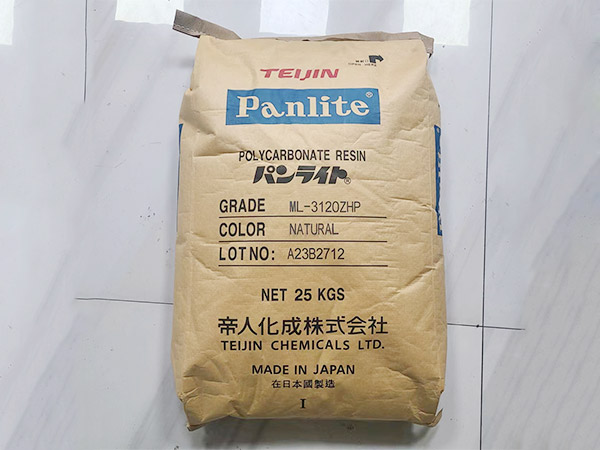 TEIJIN
Panlite®
POLYCARBONATE RESIN
パンライト®
GRADE ML-3120ZHP
COLOR NATURAL
LOT NO: A23B2712
NET 25 KGS
帝人化成株式会社
TEIJIN CHEMICALS LTD.
MADE IN JAPAN
在日本國製造
I